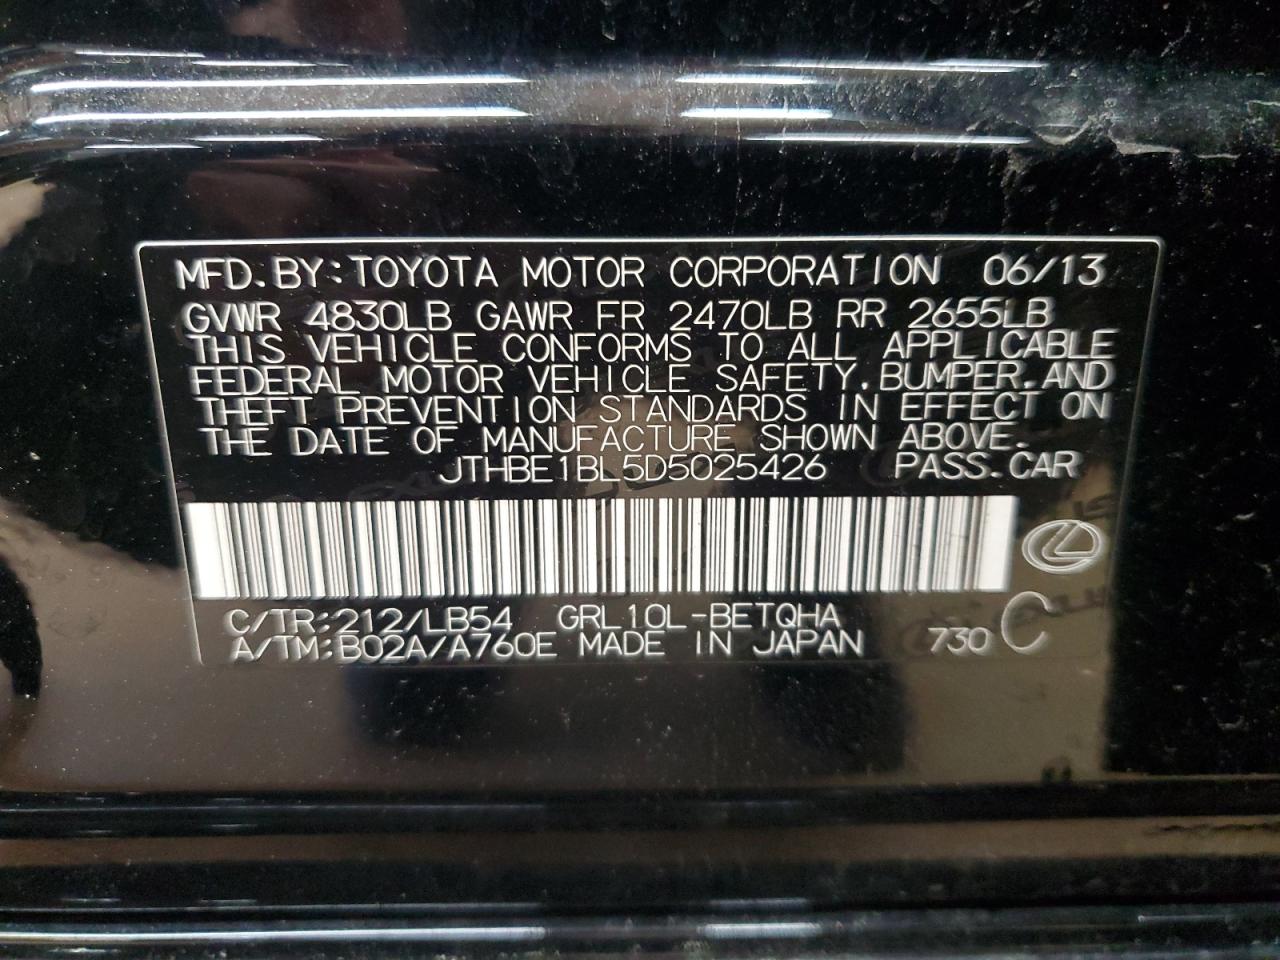 MFD.BY:TOYOTA MOTOR CORPORATION 06/13
GVWR 4830LB GAWR FR 2470LB RR 2655LB
THIS VEHICLE CONFORMS TO ALL APPLICABLE
FEDERAL MOTOR VEHICLE SAFETY,BUMPER,AND
THEFT PREVENTION STANDARDS IN EFFECT ON
THE DATE OF MANUFACTURE SHOWN ABOVE.
JTHBE1BL5D5025426 PASS.CAR
C/TR:212/LB54 GRL10L-BETQHA
A/TM:B02A/A760E MADE IN JAPAN 730 C